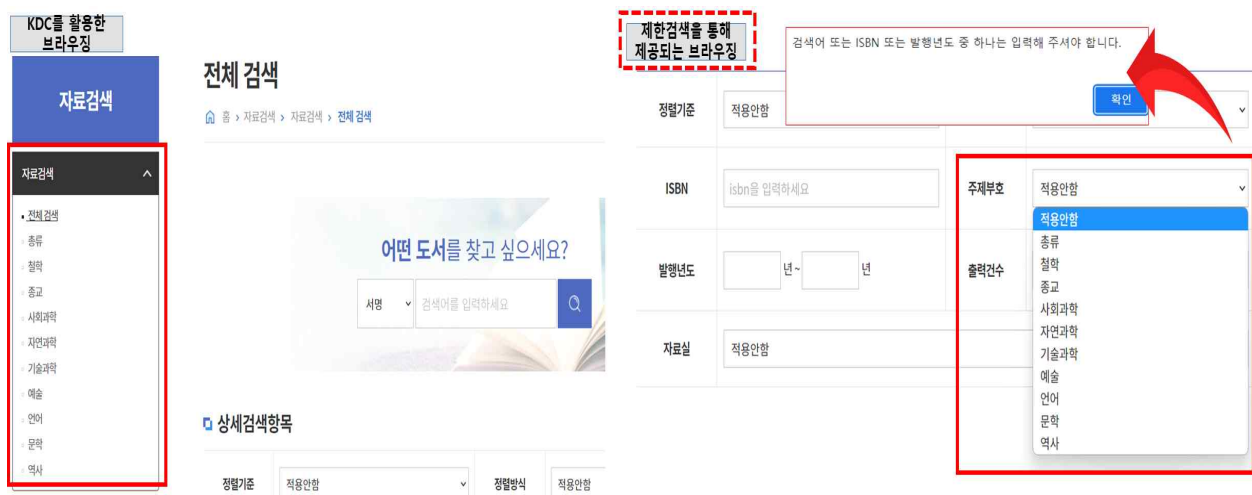 KDC를 활용한
브라우징
자료검색
자료검색
전체검색
총류
철학
종교
사회과학
자연과학
기술과학
예술
언어
문학
역사
전체 검색
홈 › 자료검색 › 자료검색 › 전체 검색
어떤 도서를 찾고 싶으세요?
서명 검색어를 입력하세요
상세검색항목
정렬기준 적용안함 정렬방식 적용안함
제한검색을 통해
제공되는 브라우징
검색어 또는 ISBN 또는 발행년도 중 하나는 입력해 주셔야 합니다.
확인
정렬기준 적용안함
ISBN isbn을 입력하세요 주제부호 적용안함
적용안함
총류
철학
종교
사회과학
자연과학
기술과학
예술
언어
문학
역사
발행년도 년 ~ 년 출력건수
자료실 적용안함